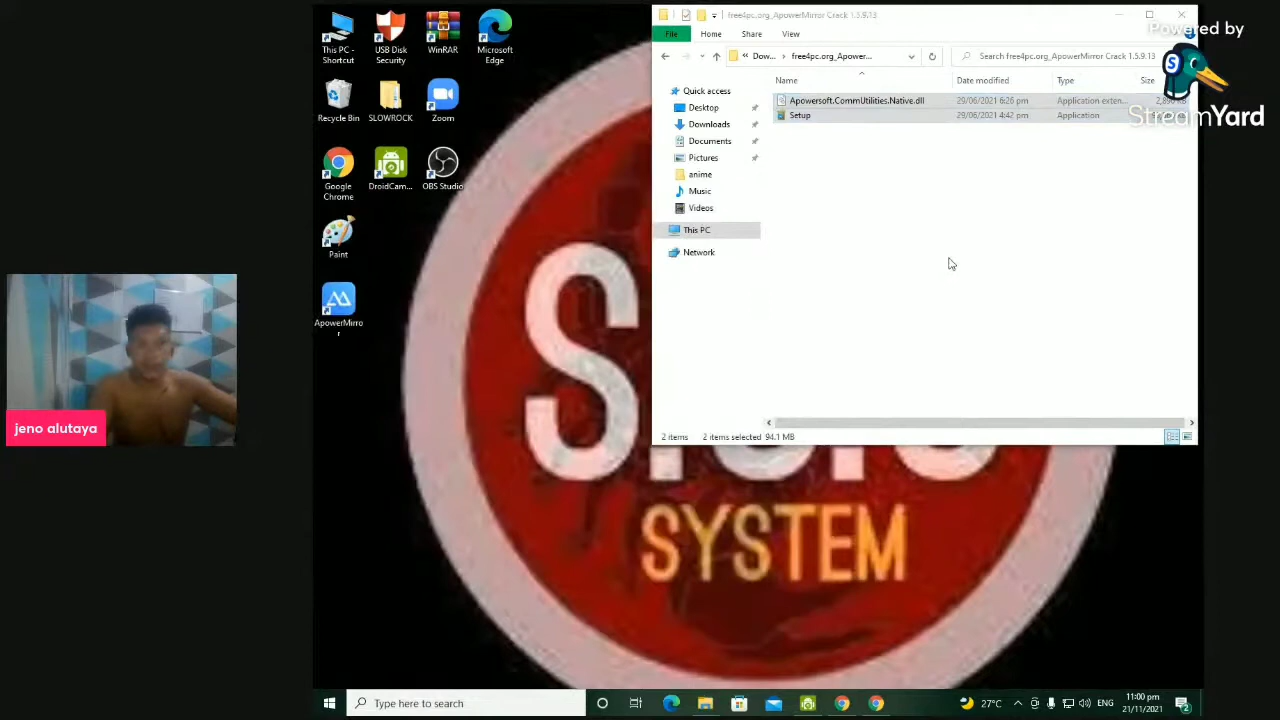 free4pc.org_ApowerMirror Crack 1.5.9.13
Powered by
StreamYard
File Home Share View
« Dow... › free4pc.org_Apower...
Search free4pc.org_ApowerMirror Crack 1.5.9.13
Name Date modified Type Size
Apowersoft.CommUtilities.Native.dll 29/06/2021 6:26 pm Application exten...
Setup 29/06/2021 4:42 pm Application
Quick access
Desktop
Downloads
Documents
Pictures
anime
Music
Videos
This PC
Network
2 items 2 items selected 94.1 MB
This PC - Shortcut
USB Disk Security
WinRAR
Microsoft Edge
Recycle Bin
SLOWROCK
Zoom
Google Chrome
DroidCam...
OBS Studio
Paint
ApowerMirro
r
jeno alutaya
SYSTEM
Type here to search
27°C
ENG
11:00 pm
21/11/2021
2